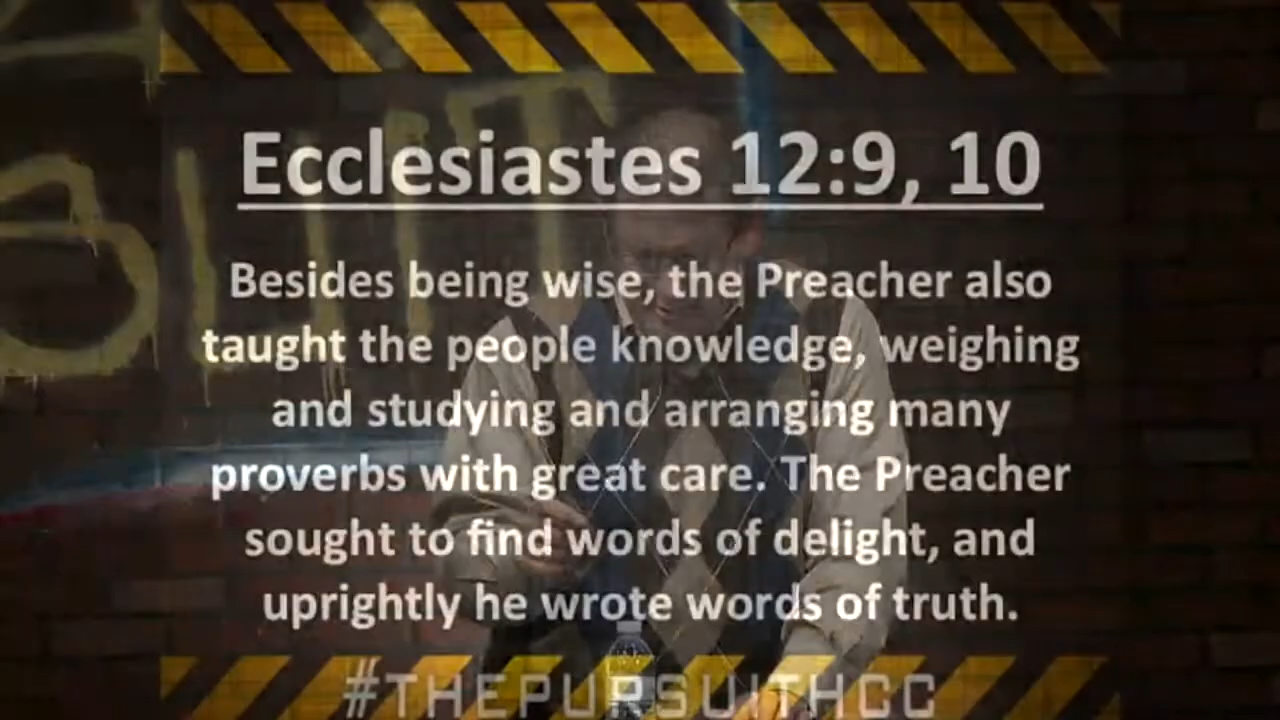 Ecclesiastes 12:9, 10
Besides being wise, the Preacher also
taught the people knowledge, weighing
and studying and arranging many
proverbs with great care. The Preacher
sought to find words of delight, and
uprightly he wrote words of truth.
#THEPURSUITHCC